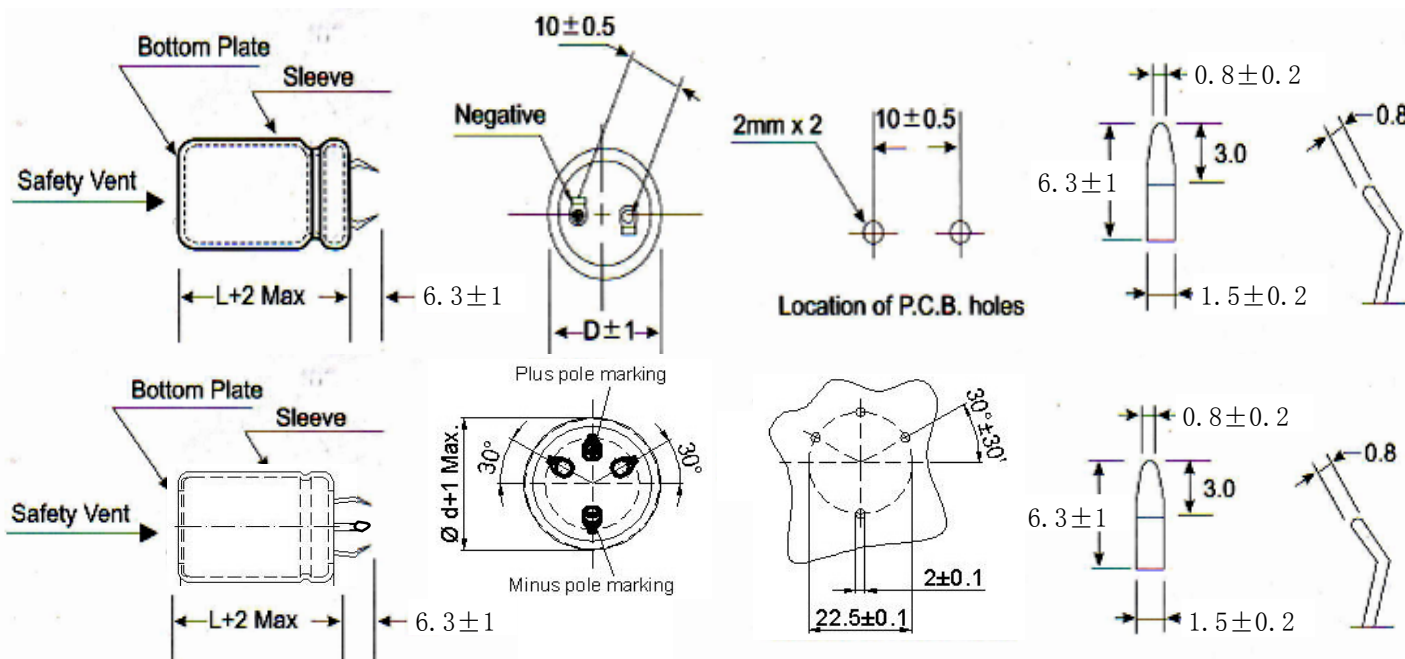 Bottom Plate
Sleeve
Safety Vent
L+2 Max
6.3±1
10±0.5
Negative
D±1
2mm x 2
10±0.5
Location of P.C.B. holes
0.8±0.2
6.3±1
3.0
1.5±0.2
0.8
Bottom Plate
Sleeve
Safety Vent
L+2 Max
6.3±1
Plus pole marking
Ø d+1 Max.
30°
30°
Minus pole marking
30°±30'
2±0.1
22.5±0.1
0.8±0.2
6.3±1
3.0
1.5±0.2
0.8